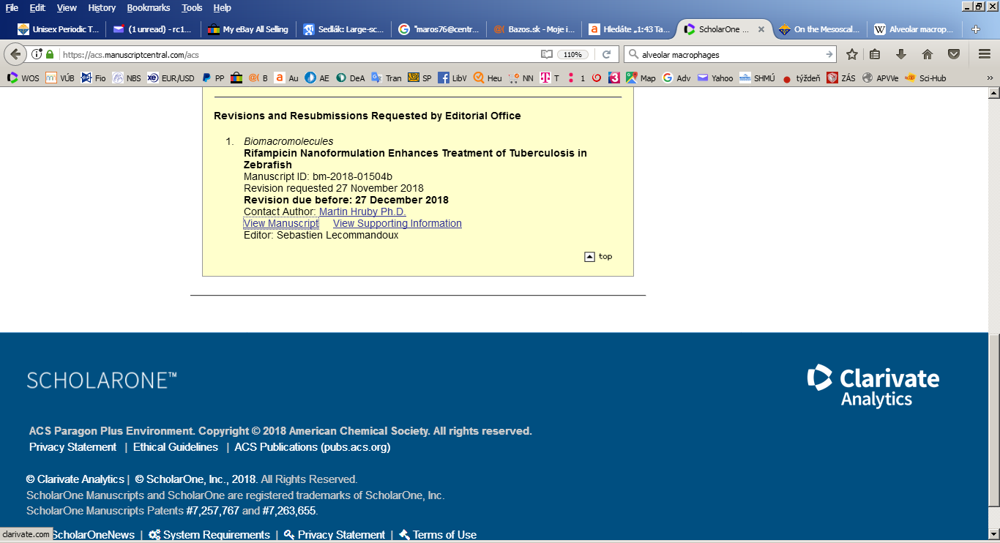 File Edit View History Bookmarks Tools Help
Unisex Periodic T... (1 unread) - rc1... My eBay All Selling Sedlák: Large-sc... "maros76@centr... Bazos.sk - Moje i... Hledáte „1:43 Ta... ScholarOne ... On the Mesoscal... Alveolar macrop...
https://acs.manuscriptcentral.com/acs 110% alveolar macrophages
WOS VÚB Fio NBS EUR/USD PP B Au AE DeA Tran SP LibV Heu NN T 1 3 Map Adv Yahoo SHMÚ týždeň ZÁS APVVe Sci-Hub »
Revisions and Resubmissions Requested by Editorial Office
1. Biomacromolecules
Rifampicin Nanoformulation Enhances Treatment of Tuberculosis in
Zebrafish
Manuscript ID: bm-2018-01504b
Revision requested 27 November 2018
Revision due before: 27 December 2018
Contact Author: Martin Hruby Ph.D.
View Manuscript View Supporting Information
Editor: Sebastien Lecommandoux
top
SCHOLARONE™
Clarivate
Analytics
ACS Paragon Plus Environment. Copyright © 2018 American Chemical Society. All rights reserved.
Privacy Statement | Ethical Guidelines | ACS Publications (pubs.acs.org)
© Clarivate Analytics | © ScholarOne, Inc., 2018. All Rights Reserved.
ScholarOne Manuscripts and ScholarOne are registered trademarks of ScholarOne, Inc.
ScholarOne Manuscripts Patents #7,257,767 and #7,263,655.
clarivate.com ScholarOneNews | System Requirements | Privacy Statement | Terms of Use